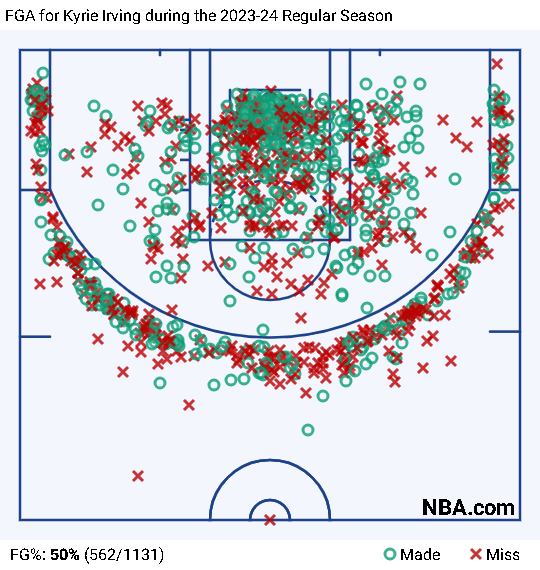 FGA for Kyrie Irving during the 2023-24 Regular Season
NBA.com
FG%: 50% (562/1131)
Made
Miss